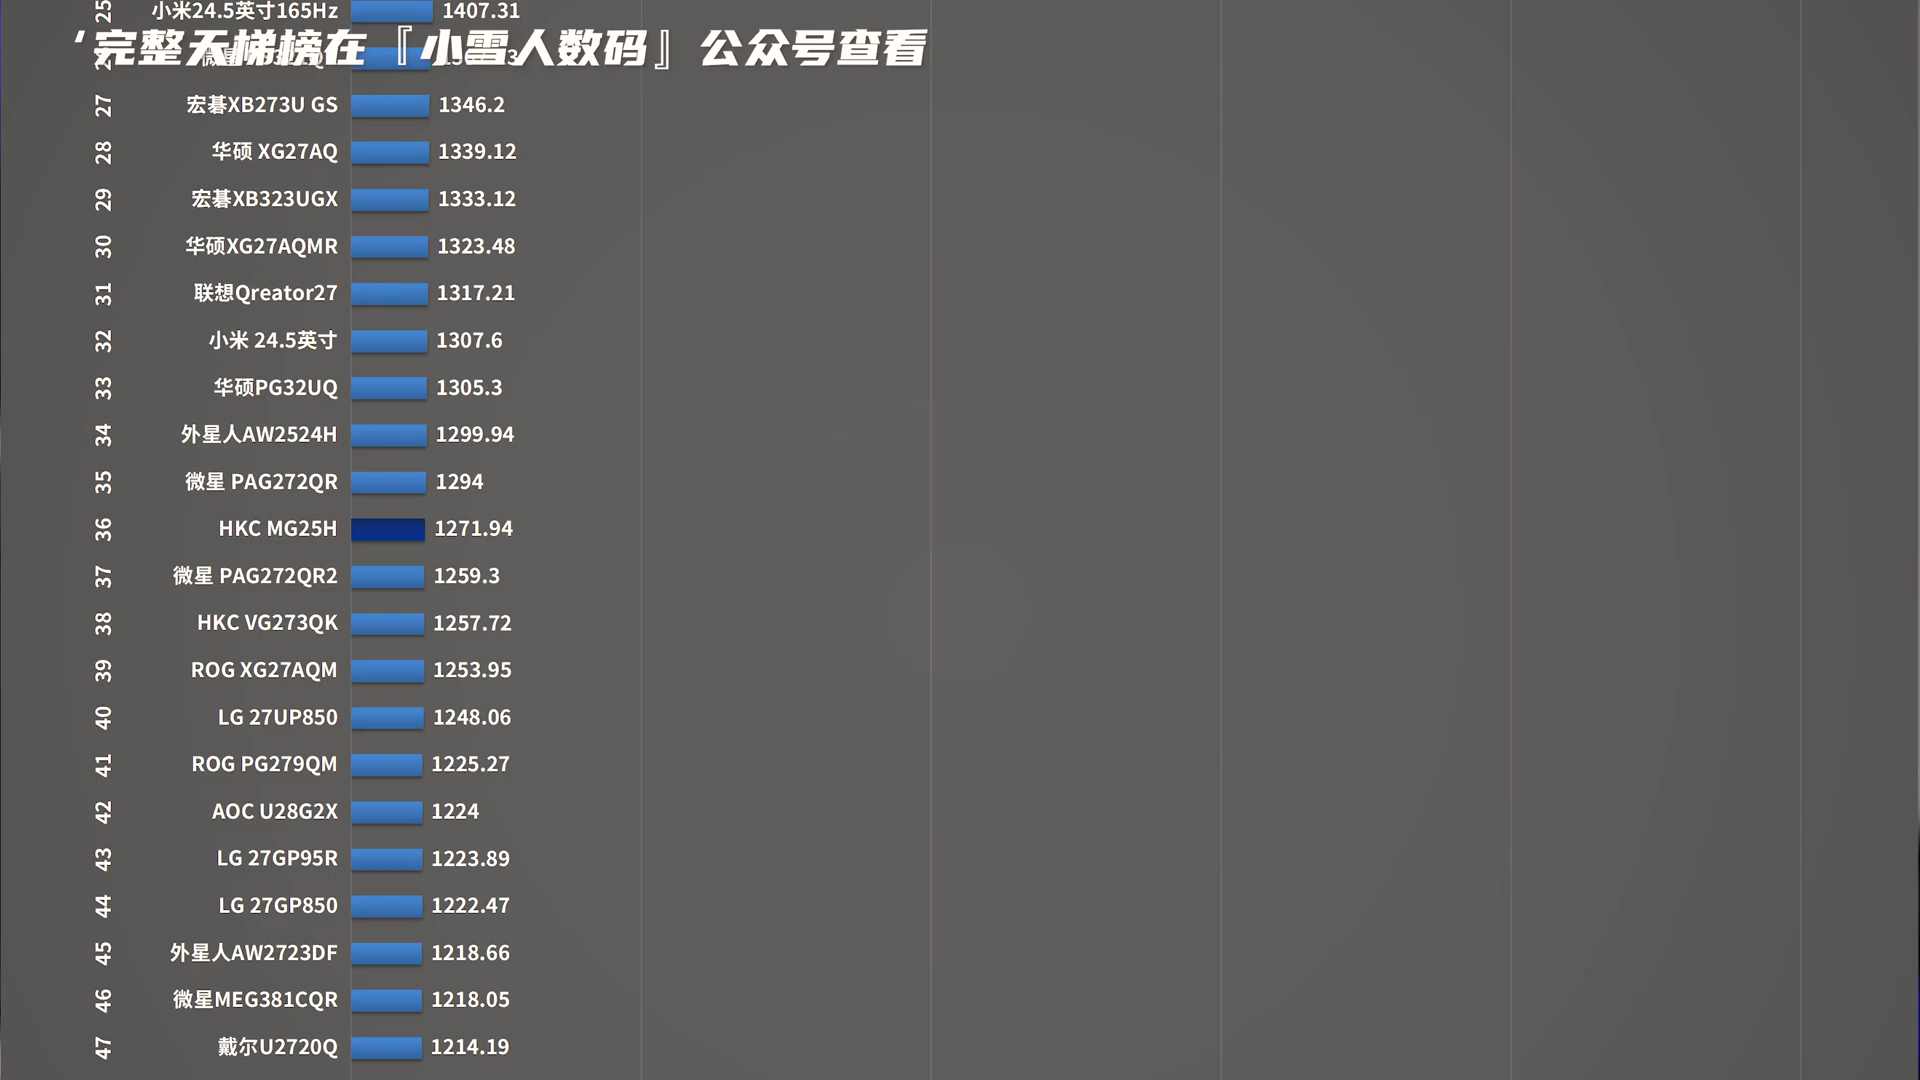 25 小米24.5英寸165Hz 1407.31
‘完整天梯榜在『小雪人数码』公众号查看
27 宏碁XB273U GS 1346.2
28 华硕 XG27AQ 1339.12
29 宏碁XB323UGX 1333.12
30 华硕XG27AQMR 1323.48
31 联想Qreator27 1317.21
32 小米 24.5英寸 1307.6
33 华硕PG32UQ 1305.3
34 外星人AW2524H 1299.94
35 微星 PAG272QR 1294
36 HKC MG25H 1271.94
37 微星 PAG272QR2 1259.3
38 HKC VG273QK 1257.72
39 ROG XG27AQM 1253.95
40 LG 27UP850 1248.06
41 ROG PG279QM 1225.27
42 AOC U28G2X 1224
43 LG 27GP95R 1223.89
44 LG 27GP850 1222.47
45 外星人AW2723DF 1218.66
46 微星MEG381CQR 1218.05
47 戴尔U2720Q 1214.19